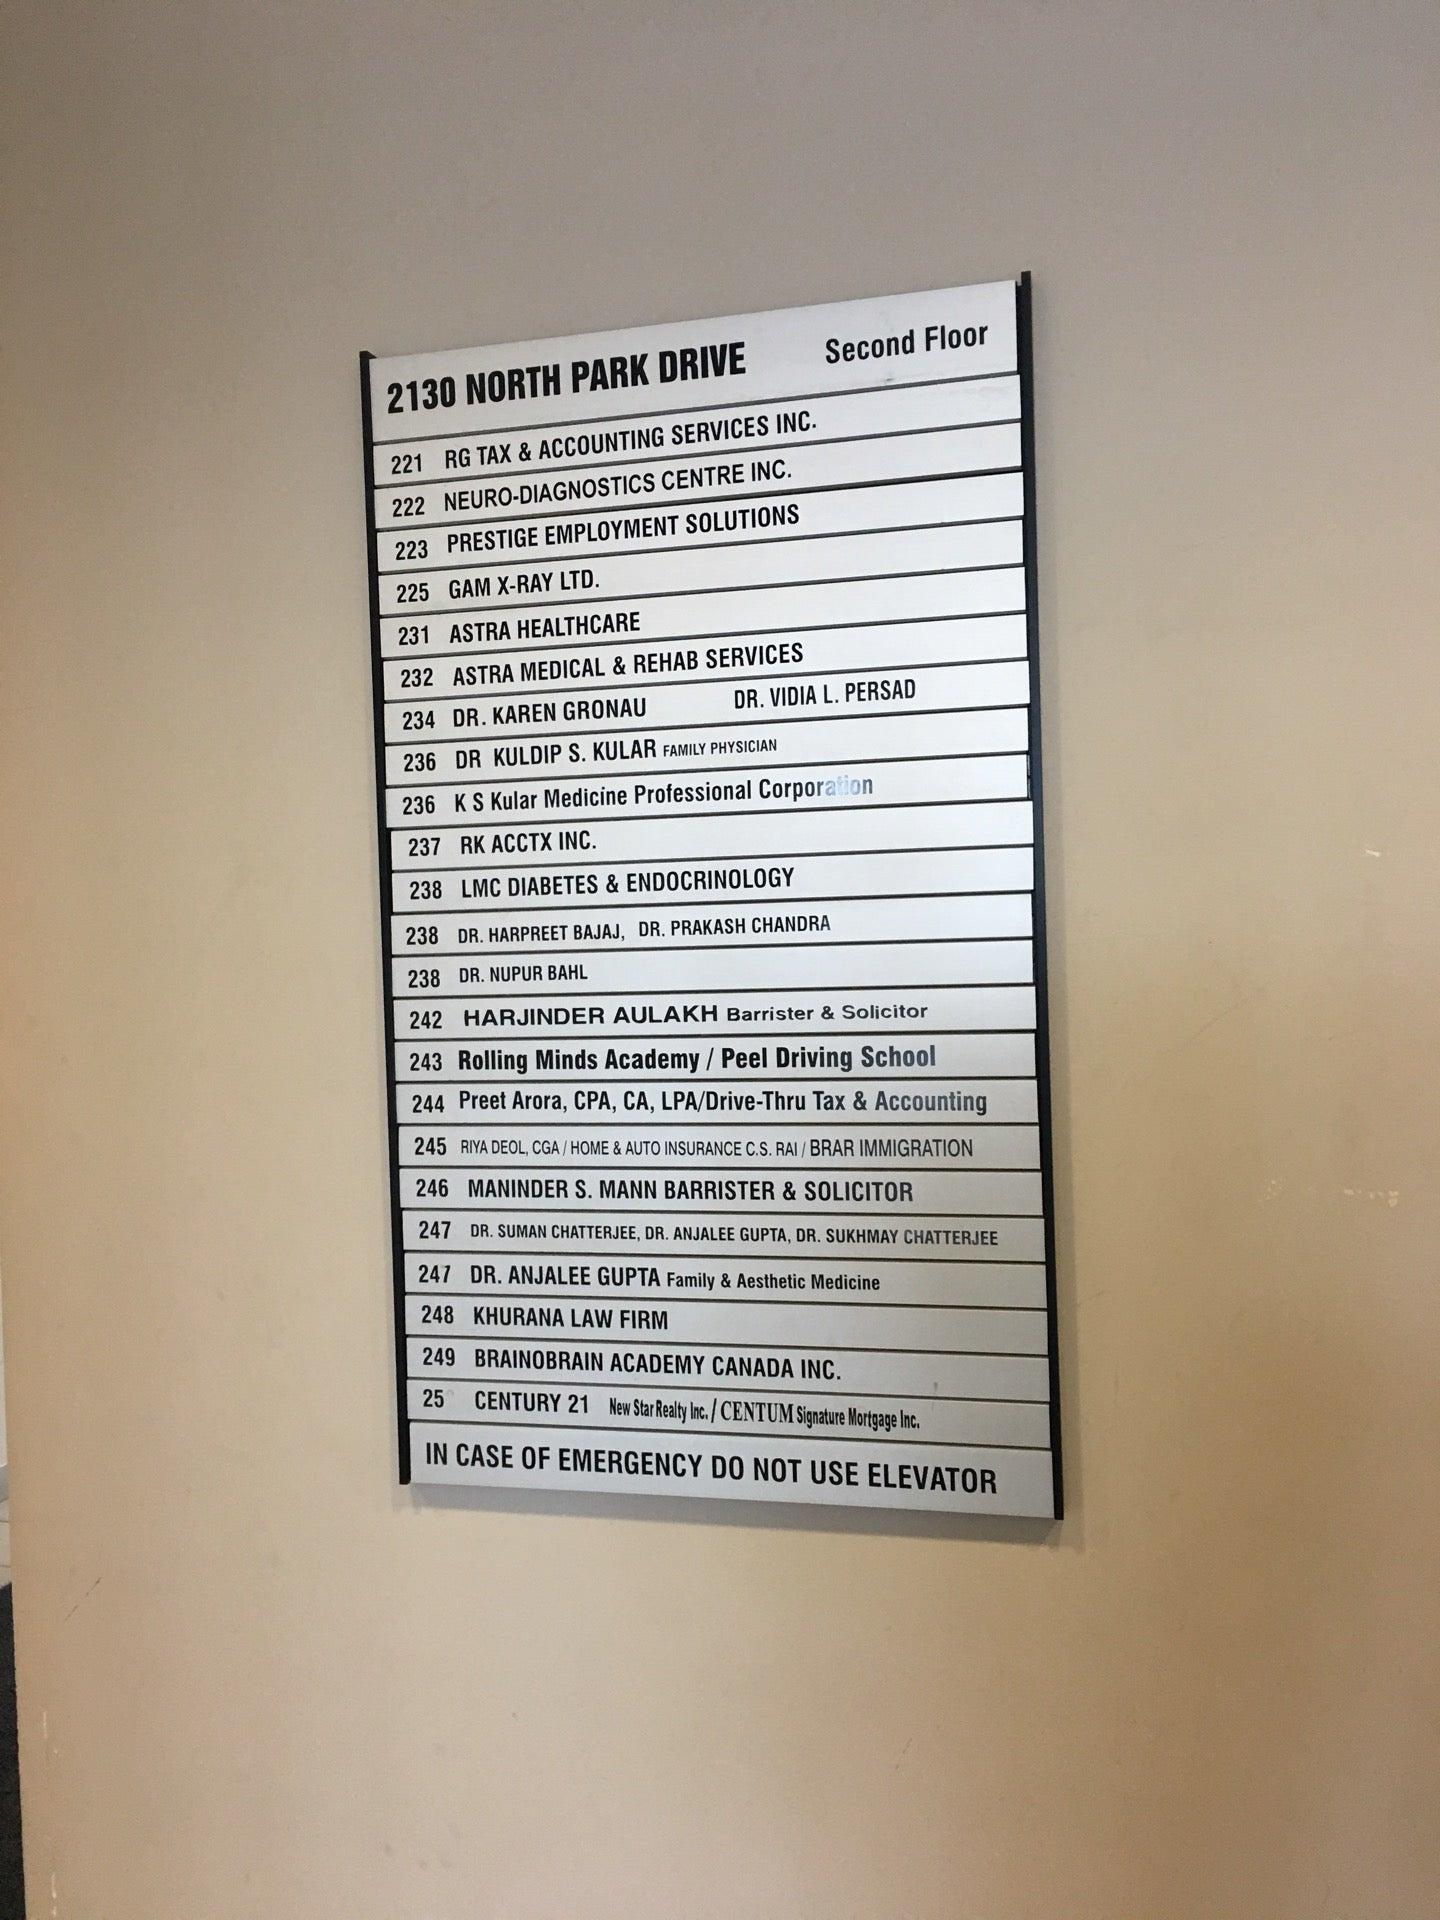 2130 NORTH PARK DRIVE Second Floor
221 RG TAX & ACCOUNTING SERVICES INC.
222 NEURO-DIAGNOSTICS CENTRE INC.
223 PRESTIGE EMPLOYMENT SOLUTIONS
225 GAM X-RAY LTD.
231 ASTRA HEALTHCARE
232 ASTRA MEDICAL & REHAB SERVICES
234 DR. KAREN GRONAU DR. VIDIA L. PERSAD
236 DR KULDIP S. KULAR FAMILY PHYSICIAN
236 K S Kular Medicine Professional Corporation
237 RK ACCTX INC.
238 LMC DIABETES & ENDOCRINOLOGY
238 DR. HARPREET BAJAJ, DR. PRAKASH CHANDRA
238 DR. NUPUR BAHL
242 HARJINDER AULAKH Barrister & Solicitor
243 Rolling Minds Academy / Peel Driving School
244 Preet Arora, CPA, CA, LPA/Drive-Thru Tax & Accounting
245 RIYA DEOL, CGA / HOME & AUTO INSURANCE C.S. RAI / BRAR IMMIGRATION
246 MANINDER S. MANN BARRISTER & SOLICITOR
247 DR. SUMAN CHATTERJEE, DR. ANJALEE GUPTA, DR. SUKHMAY CHATTERJEE
247 DR. ANJALEE GUPTA Family & Aesthetic Medicine
248 KHURANA LAW FIRM
249 BRAINOBRAIN ACADEMY CANADA INC.
25 CENTURY 21 New Star Realty Inc. / CENTUM Signature Mortgage Inc.
IN CASE OF EMERGENCY DO NOT USE ELEVATOR